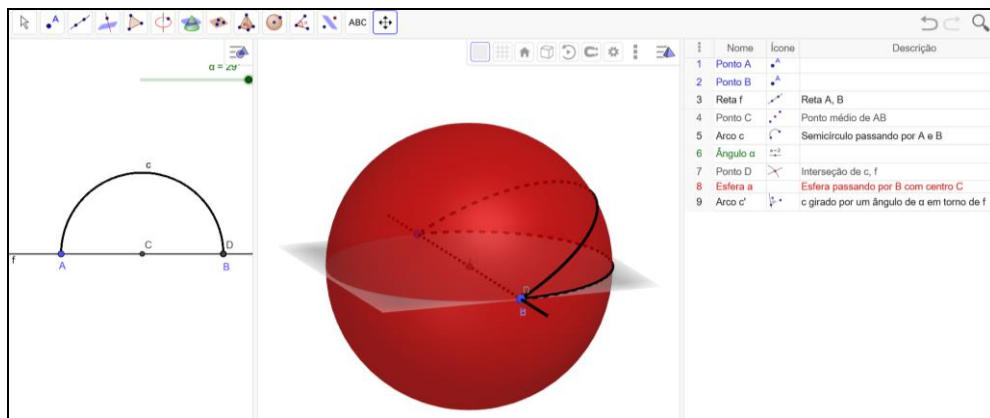 ABC
α = 29°
c
f
A
C
D
B
D
B
Nome Ícone Descrição
1 Ponto A
2 Ponto B
3 Reta f Reta A, B
4 Ponto C Ponto médio de AB
5 Arco c Semicírculo passando por A e B
6 Ângulo α
7 Ponto D Interseção de c, f
8 Esfera a Esfera passando por B com centro C
9 Arco c' c girado por um ângulo de α em torno de f